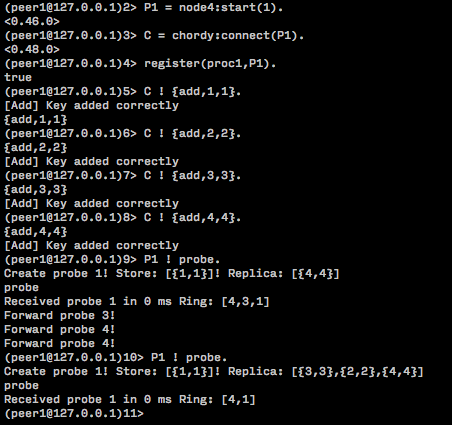 (peer1@127.0.0.1)2> P1 = node4:start(1).
<0.46.0>
(peer1@127.0.0.1)3> C = chordy:connect(P1).
<0.48.0>
(peer1@127.0.0.1)4> register(proc1,P1).
true
(peer1@127.0.0.1)5> C ! {add,1,1}.
[Add] Key added correctly
{add,1,1}
(peer1@127.0.0.1)6> C ! {add,2,2}.
{add,2,2}
[Add] Key added correctly
(peer1@127.0.0.1)7> C ! {add,3,3}.
{add,3,3}
[Add] Key added correctly
(peer1@127.0.0.1)8> C ! {add,4,4}.
{add,4,4}
[Add] Key added correctly
(peer1@127.0.0.1)9> P1 ! probe.
Create probe 1! Store: [{1,1}]! Replica: [{4,4}]
probe
Received probe 1 in 0 ms Ring: [4,3,1]
Forward probe 3!
Forward probe 4!
Forward probe 4!
(peer1@127.0.0.1)10> P1 ! probe.
Create probe 1! Store: [{1,1}]! Replica: [{3,3},{2,2},{4,4}]
probe
Received probe 1 in 0 ms Ring: [4,1]
(peer1@127.0.0.1)11>